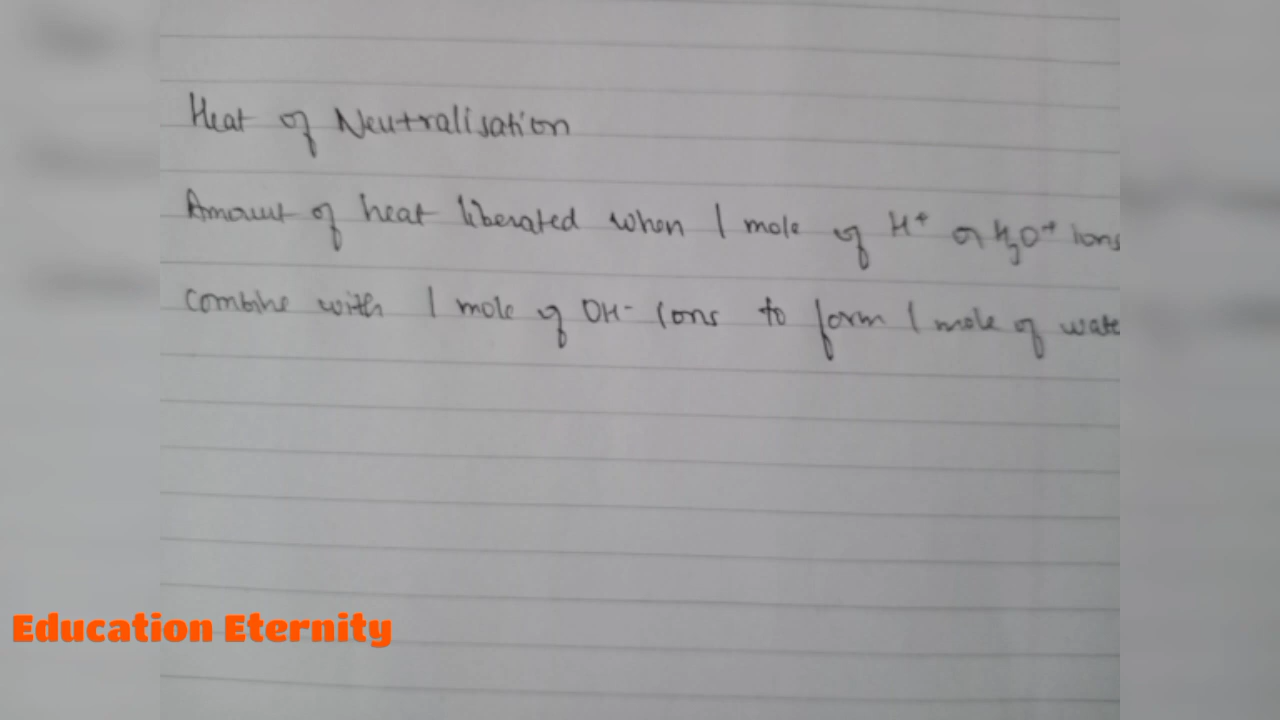 Heat of Neutralisation
Amount of heat liberated when 1 mole of H+ or H3O+ ions
combine with 1 mole of OH- ions to form 1 mole of wate
Education Eternity